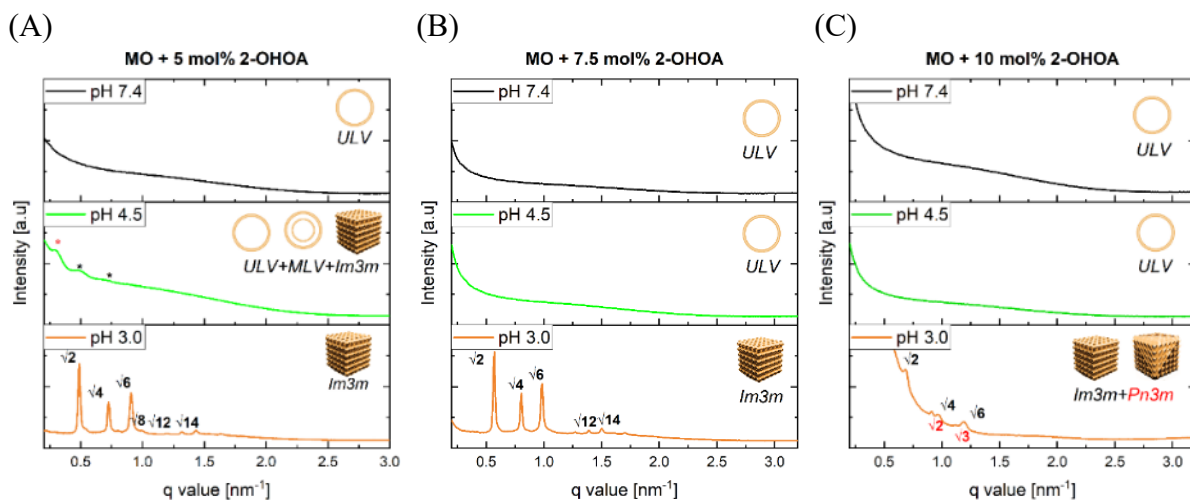 (A)
MO + 5 mol% 2-OHOA
pH 7.4
ULV
pH 4.5
*
*
*
ULV+MLV+Im3m
pH 3.0
√2
√4
√6
√8
√12
√14
Im3m
Intensity [a.u]
0.5 1.0 1.5 2.0 2.5 3.0
q value [nm⁻¹]
(B)
MO + 7.5 mol% 2-OHOA
pH 7.4
ULV
pH 4.5
ULV
pH 3.0
√2
√4
√6
√12
√14
Im3m
Intensity [a.u]
0.5 1.0 1.5 2.0 2.5 3.0
q value [nm⁻¹]
(C)
MO + 10 mol% 2-OHOA
pH 7.4
ULV
pH 4.5
ULV
pH 3.0
√2
√4
√6
√2
√3
Im3m+Pn3m
Intensity [a.u]
0.5 1.0 1.5 2.0 2.5 3.0
q value [nm⁻¹]